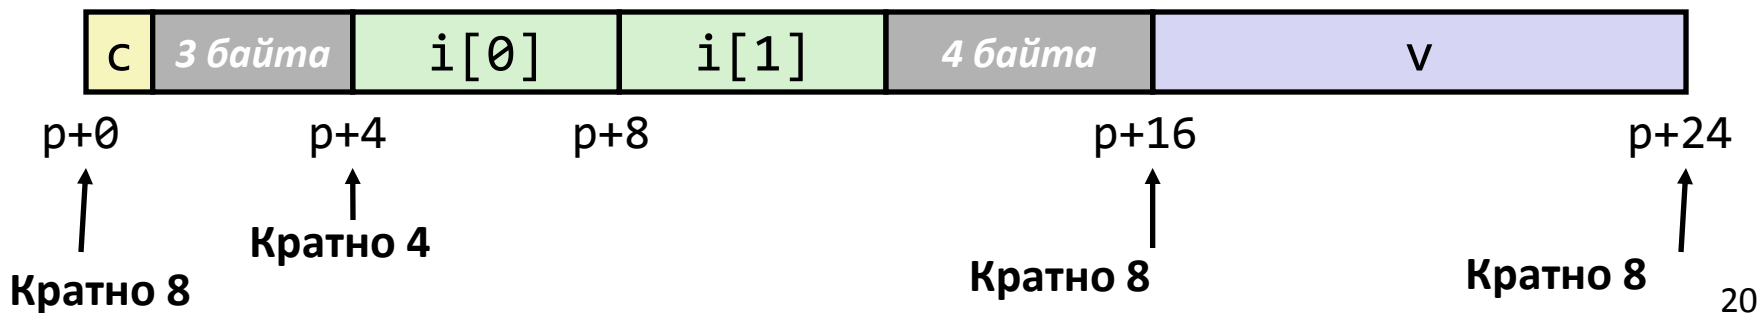 c 3 байта i[0] i[1] 4 байта v
p+0 p+4 p+8 p+16 p+24
Кратно 4
Кратно 8 Кратно 8 Кратно 8
20